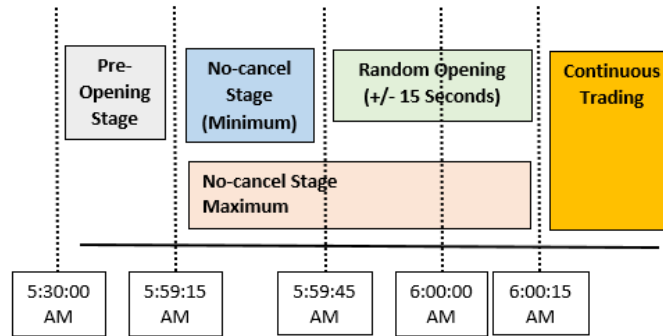 Pre-
Opening
Stage
No-cancel
Stage
(Minimum)
Random Opening
(+/- 15 Seconds)
Continuous
Trading
No-cancel Stage
Maximum
5:30:00
AM
5:59:15
AM
5:59:45
AM
6:00:00
AM
6:00:15
AM